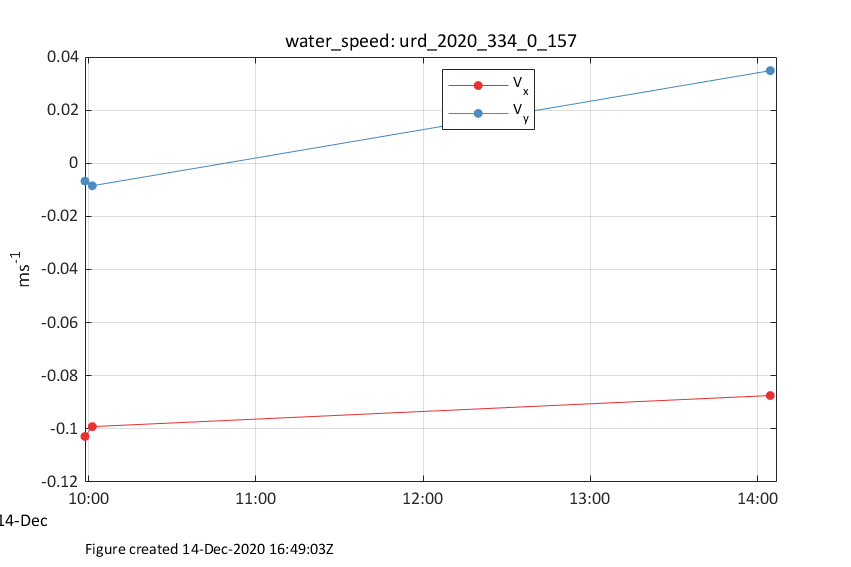 water_speed: urd_2020_334_0_157
0.04
0.02
0
-0.02
-0.04
-0.06
-0.08
-0.1
-0.12
ms-1
Vx
Vy
10:00 11:00 12:00 13:00 14:00
14-Dec
Figure created 14-Dec-2020 16:49:03Z